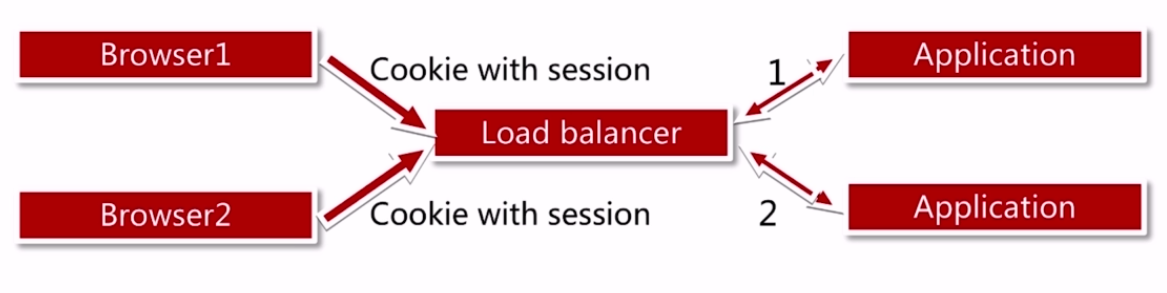 Browser1
Cookie with session
1
Application
Load balancer
Browser2
Cookie with session
2
Application